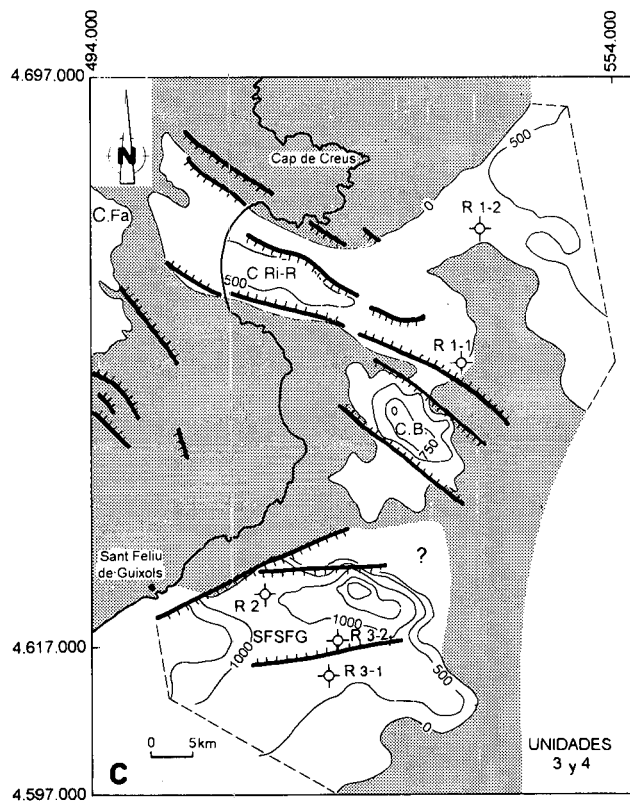 494.000
554.000
4.697.000
N
Cap de Creus
500
0
R 1-2
C.Fa
C Ri-R
500
R 1-1
0
C.B.
750
Sant Feliu
de Guixols
?
R 2
1000
SFSFG
R 3-2
1000
4.617.000
500
R 3-1
0
0 5km
UNIDADES
3 y 4
C
4.597.000